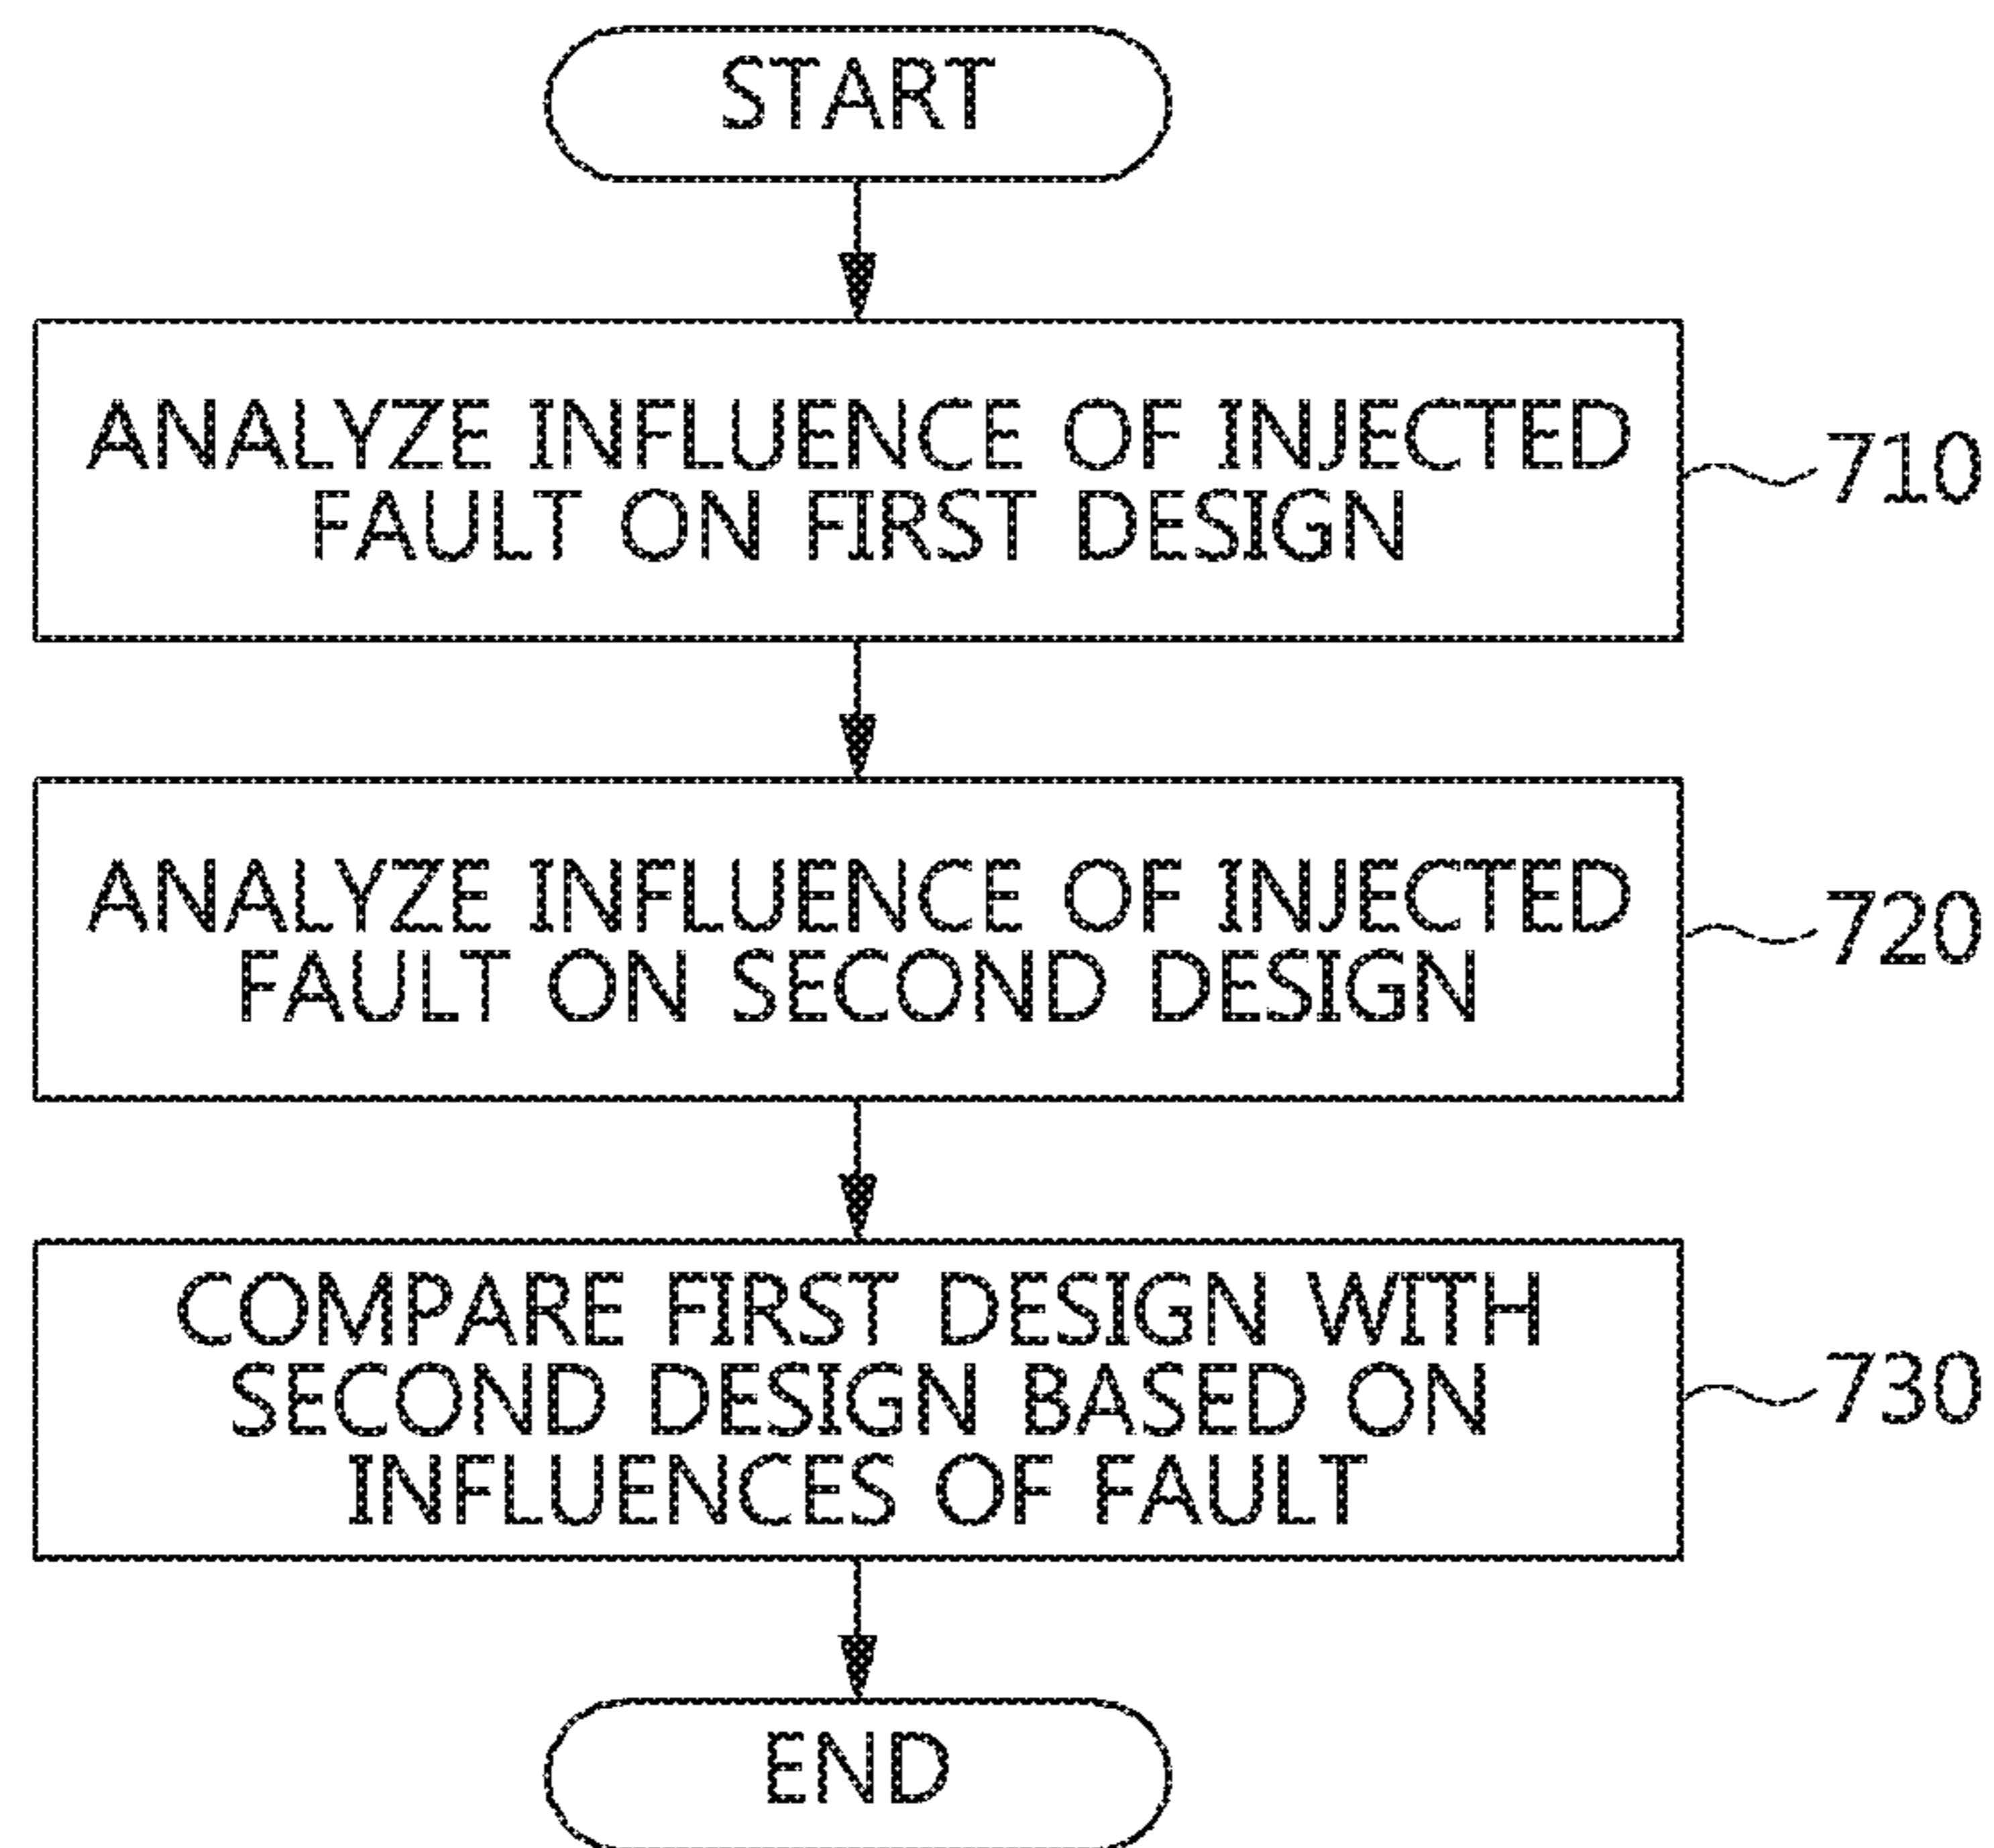 START
ANALYZE INFLUENCE OF INJECTED
FAULT ON FIRST DESIGN
710
ANALYZE INFLUENCE OF INJECTED
FAULT ON SECOND DESIGN
720
COMPARE FIRST DESIGN WITH
SECOND DESIGN BASED ON
INFLUENCES OF FAULT
730
END